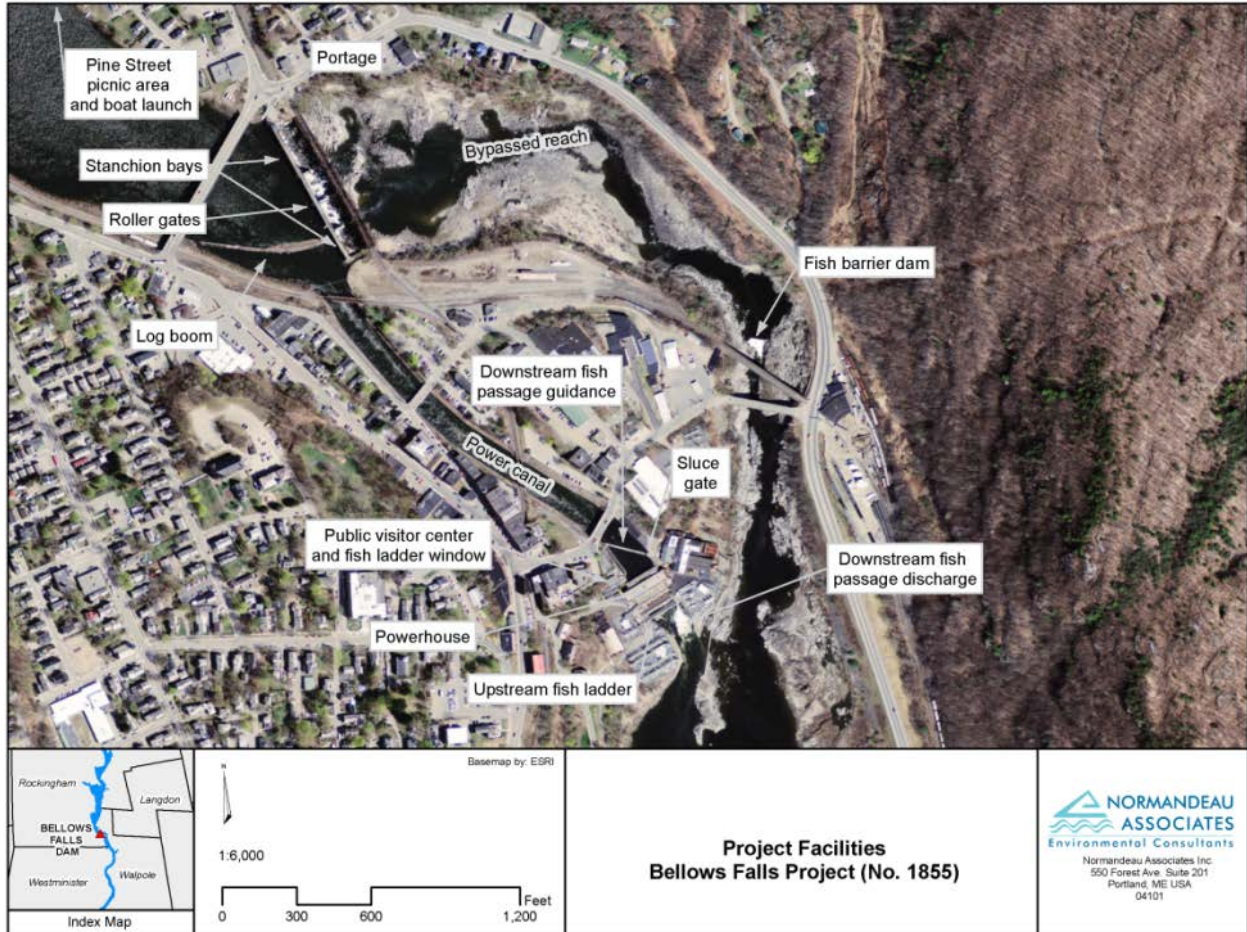 Pine Street
picnic area
and boat launch
Portage
Stanchion bays
Roller gates
Log boom
Bypassed reach
Fish barrier dam
Downstream fish
passage guidance
Power canal
Sluce
gate
Public visitor center
and fish ladder window
Downstream fish
passage discharge
Powerhouse
Upstream fish ladder
Rockingham
Langdon
BELLOWS
FALLS
DAM
Westminister
Walpole
Index Map
Basemap by: ESRI
N
1:6,000
Feet
0 300 600 1,200
Project Facilities
Bellows Falls Project (No. 1855)
NORMANDEAU
ASSOCIATES
Environmental Consultants
Normandeau Associates Inc.
550 Forest Ave. Suite 201
Portland, ME USA
04101